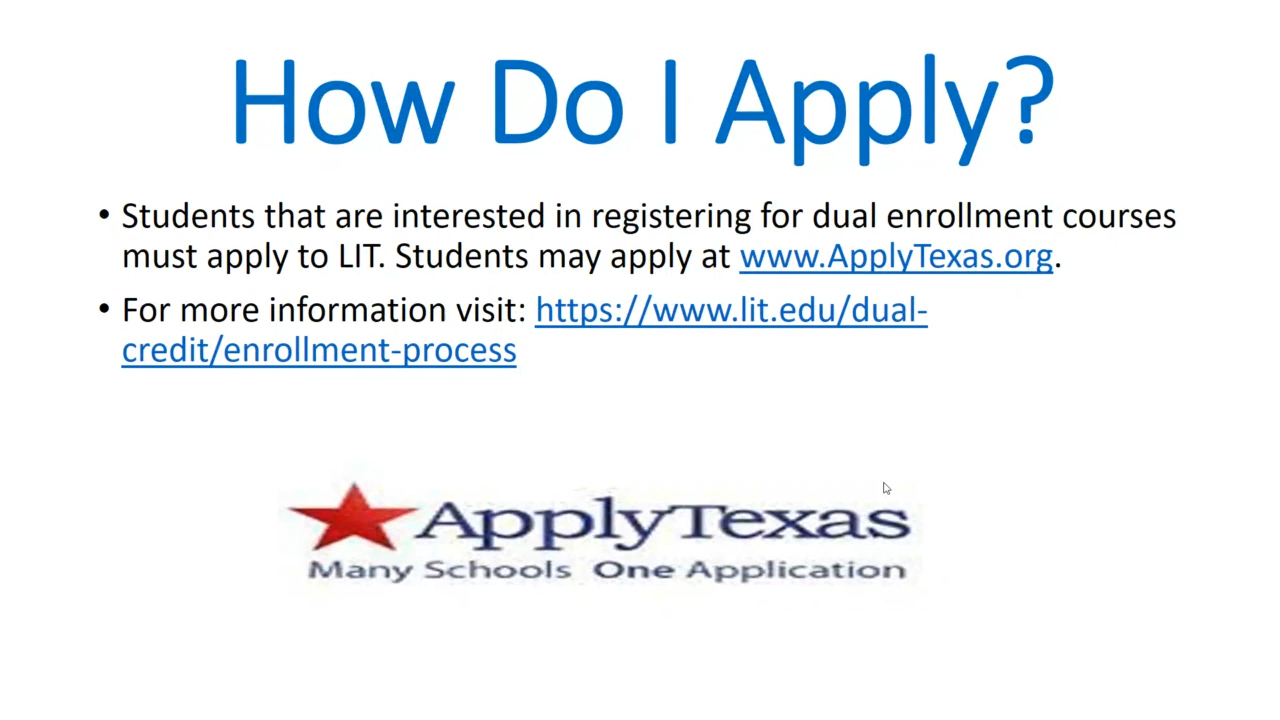 How Do I Apply?
• Students that are interested in registering for dual enrollment courses
must apply to LIT. Students may apply at www.ApplyTexas.org.
• For more information visit: https://www.lit.edu/dual-
credit/enrollment-process
ApplyTexas
Many Schools One Application